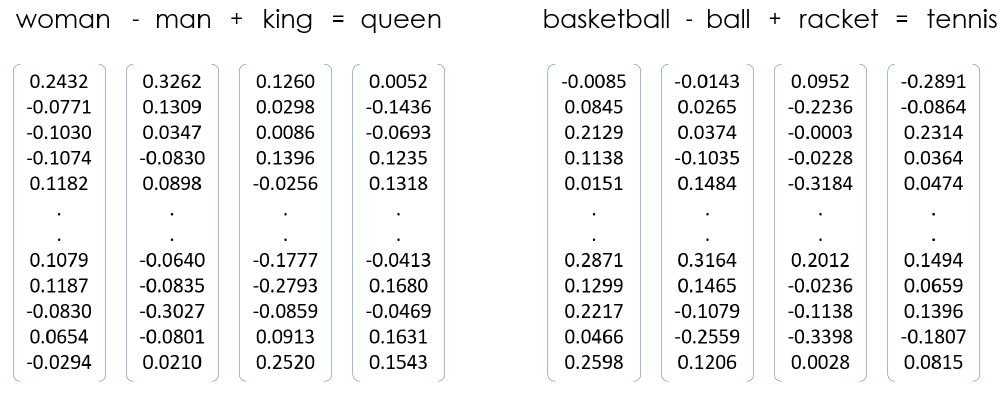 woman - man + king = queen basketball - ball + racket = tennis
0.2432 0.3262 0.1260 0.0052 -0.0085 -0.0143 0.0952 -0.2891
-0.0771 0.1309 0.0298 -0.1436 0.0845 0.0265 -0.2236 -0.0864
-0.1030 0.0347 0.0086 -0.0693 0.2129 0.0374 -0.0003 0.2314
-0.1074 -0.0830 0.1396 0.1235 0.1138 -0.1035 -0.0228 0.0364
0.1182 0.0898 -0.0256 0.1318 0.0151 0.1484 -0.3184 0.0474
. . . . . . . .
. . . . . . . .
0.1079 -0.0640 -0.1777 -0.0413 0.2871 0.3164 0.2012 0.1494
0.1187 -0.0835 -0.2793 0.1680 0.1299 0.1465 -0.0236 0.0659
-0.0830 -0.3027 -0.0859 -0.0469 0.2217 -0.1079 -0.1138 0.1396
0.0654 -0.0801 0.0913 0.1631 0.0466 -0.2559 -0.3398 -0.1807
-0.0294 0.0210 0.2520 0.1543 0.2598 0.1206 0.0028 0.0815